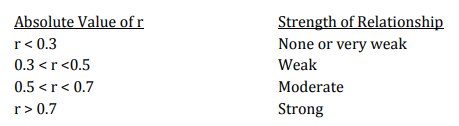 Absolute Value of r Strength of Relationship
r < 0.3 None or very weak
0.3 < r <0.5 Weak
0.5 < r < 0.7 Moderate
r > 0.7 Strong